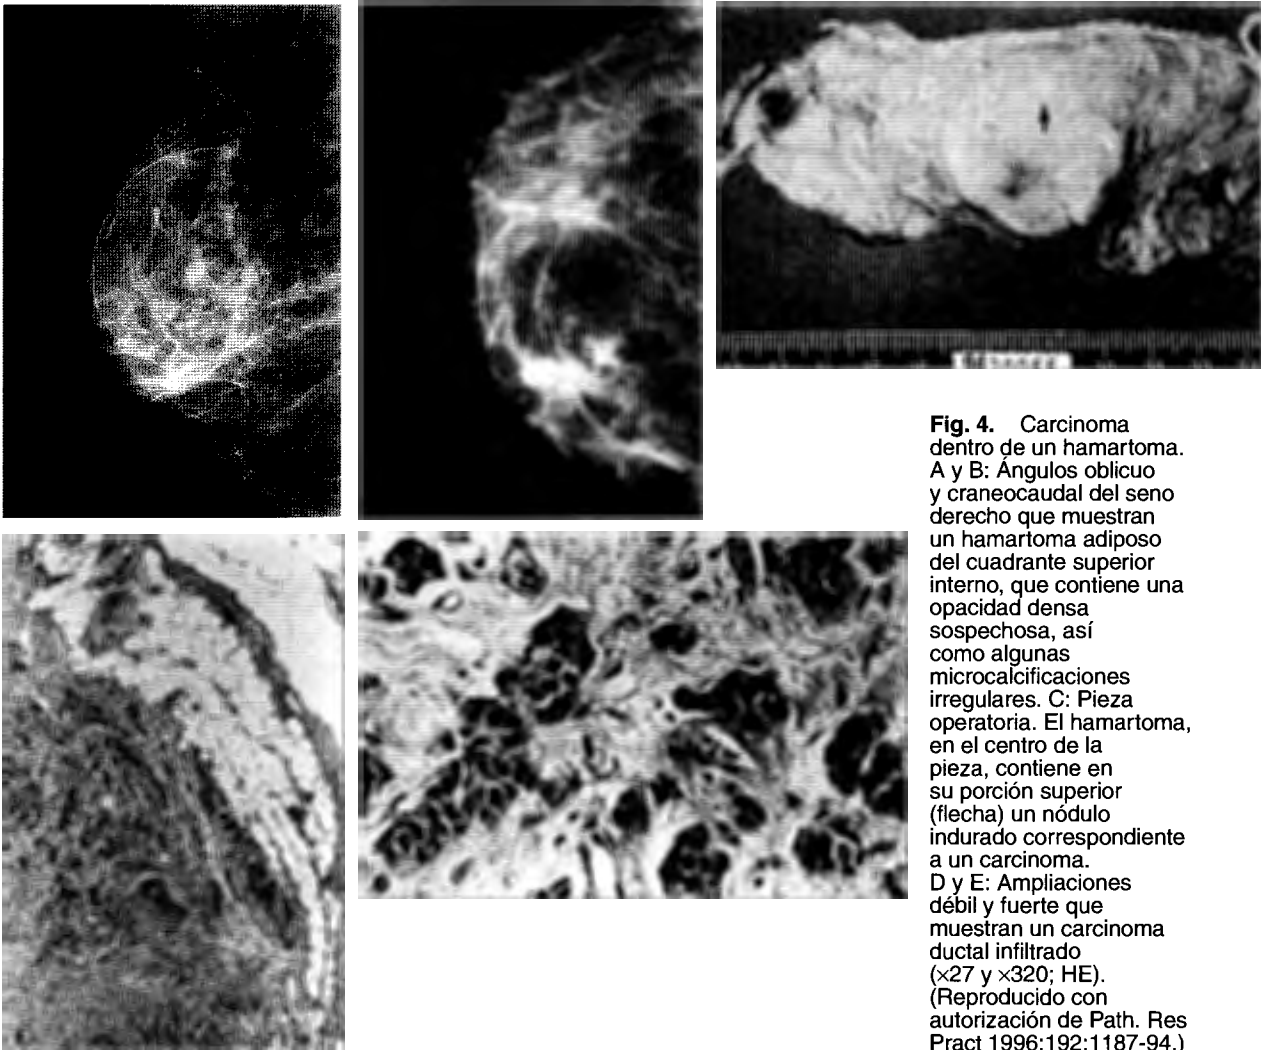 Fig. 4. Carcinoma
dentro de un hamartoma.
A y B: Ángulos oblicuo
y craneocaudal del seno
derecho que muestran
un hamartoma adiposo
del cuadrante superior
interno, que contiene una
opacidad densa
sospechosa, así
como algunas
microcalcificaciones
irregulares. C: Pieza
operatoria. El hamartoma,
en el centro de la
pieza, contiene en
su porción superior
(flecha) un nódulo
indurado correspondiente
a un carcinoma.
D y E: Ampliaciones
débil y fuerte que
muestran un carcinoma
ductal infiltrado
(×27 y ×320; HE).
(Reproducido con
autorización de Path. Res
Pract 1996:192:1187-94.)